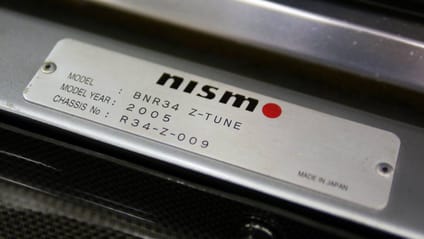 nismo
MODEL : BNR34 Z-TUNE
MODEL YEAR : 2005
CHASSIS No : R34-Z-009
MADE IN JAPAN